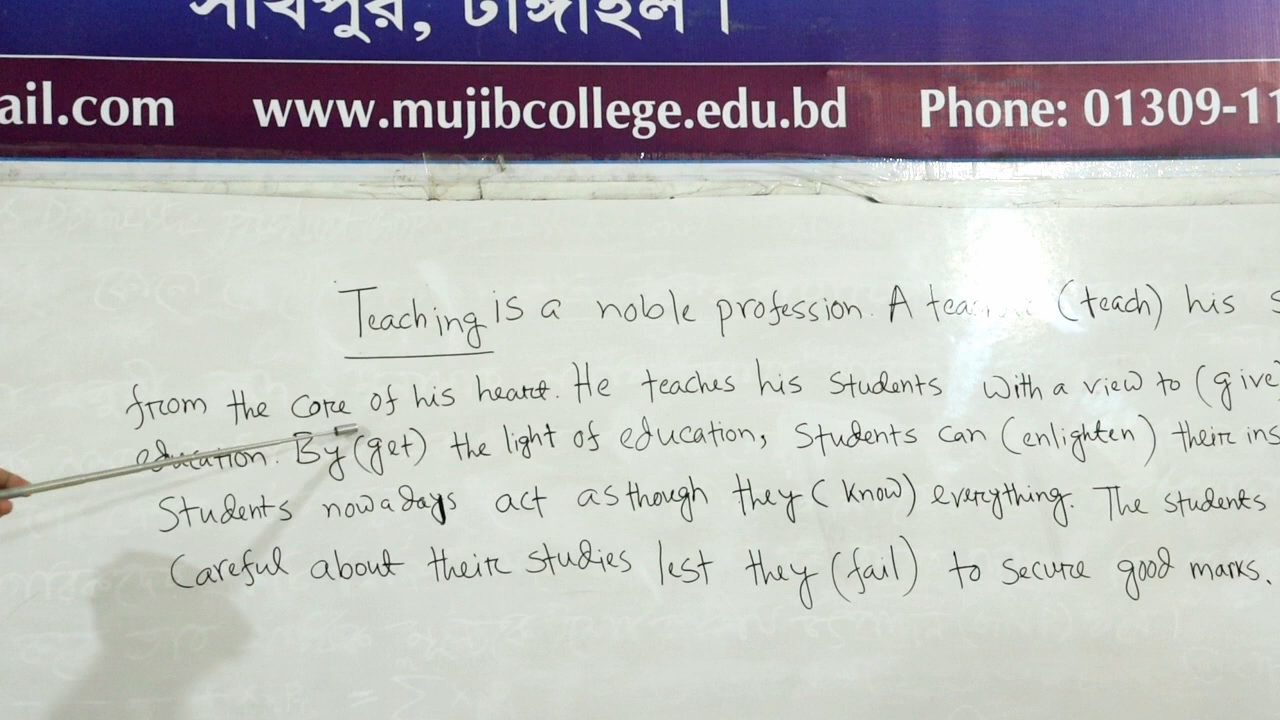 সখিপুর, টাঙ্গাইল।
ail.com www.mujibcollege.edu.bd Phone: 01309-11
Teaching is a noble profession. A (teach) his
from the core of his heart. He teaches his students with a view to (give
education. By (get) the light of education, students can (enlighten) their ins
Students nowadays act as though they (know) everything. The students
Careful about their studies lest they (fail) to secure good marks.